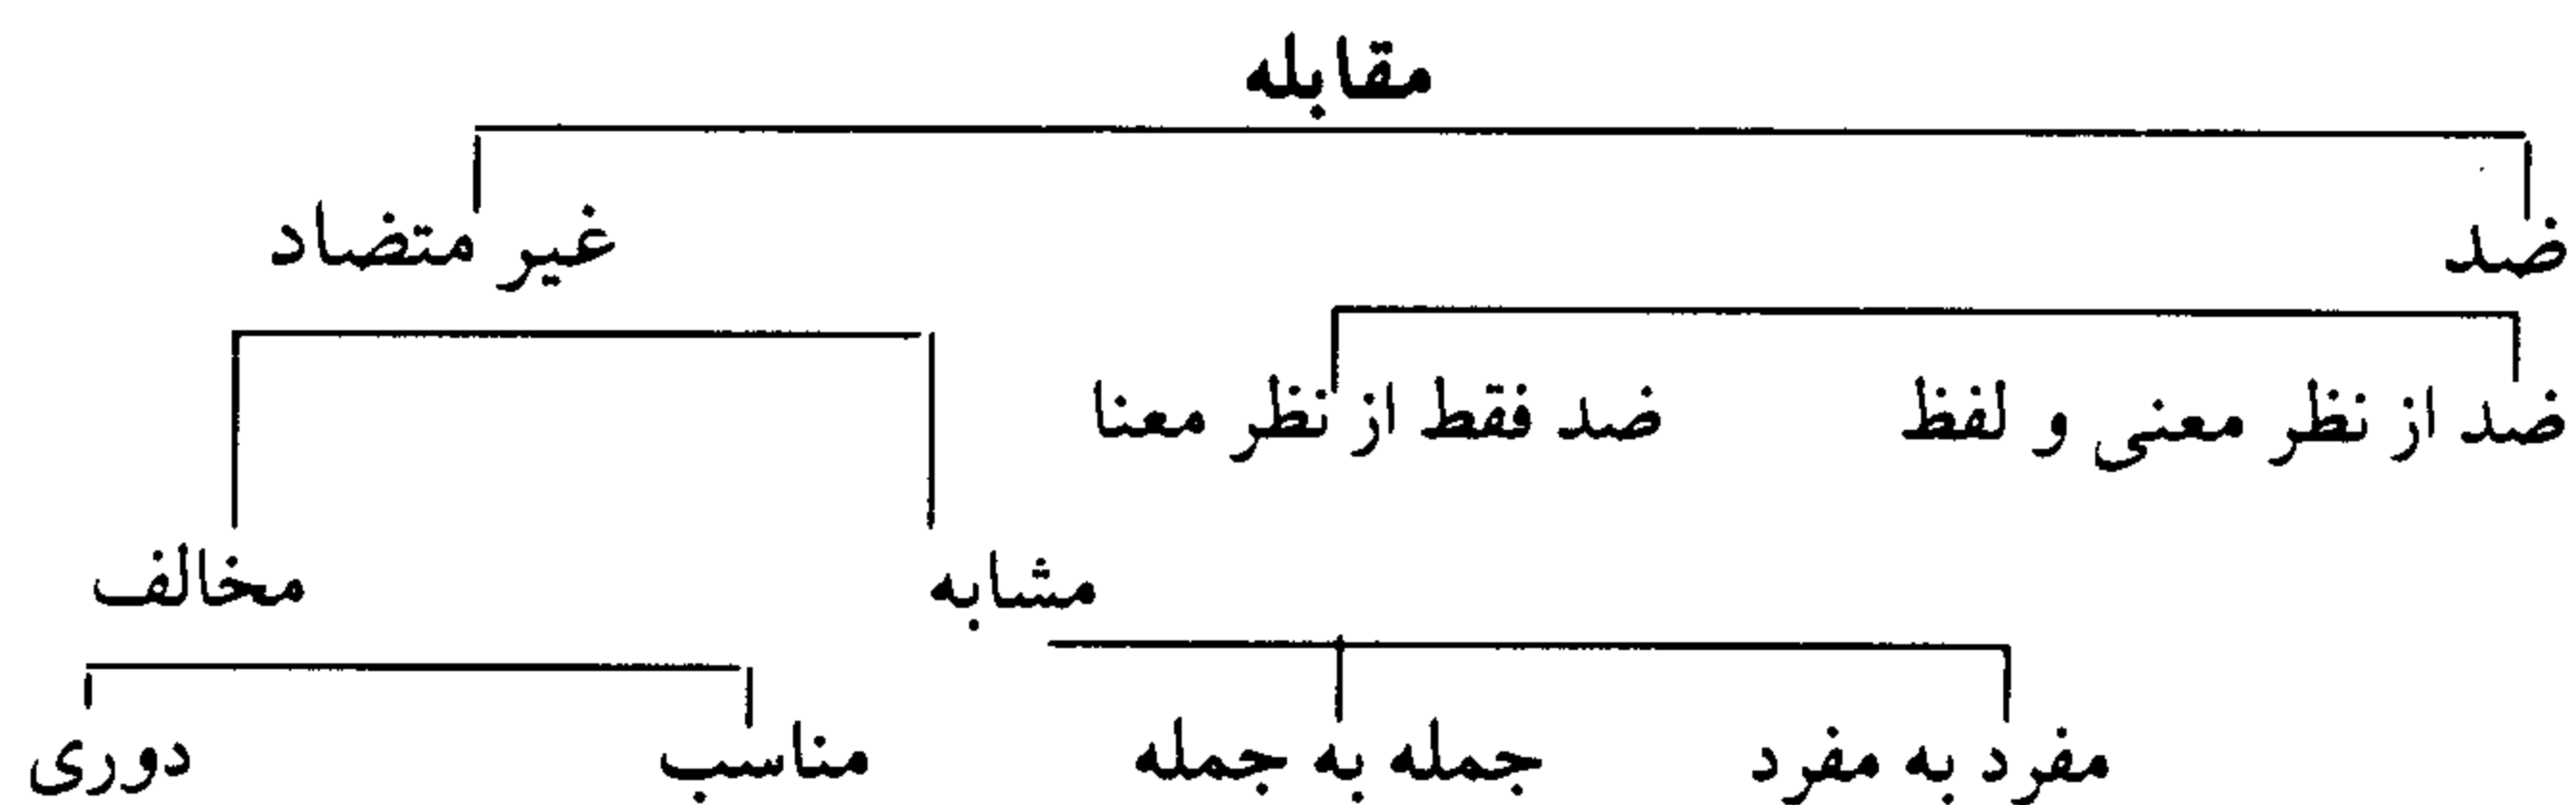 مقابله
ضد غیر متضاد
ضد از نظر معنی و لفظ ضد فقط از نظر معنا
مشابه مخالف
مفرد به مفرد جمله به جمله مناسب دوری